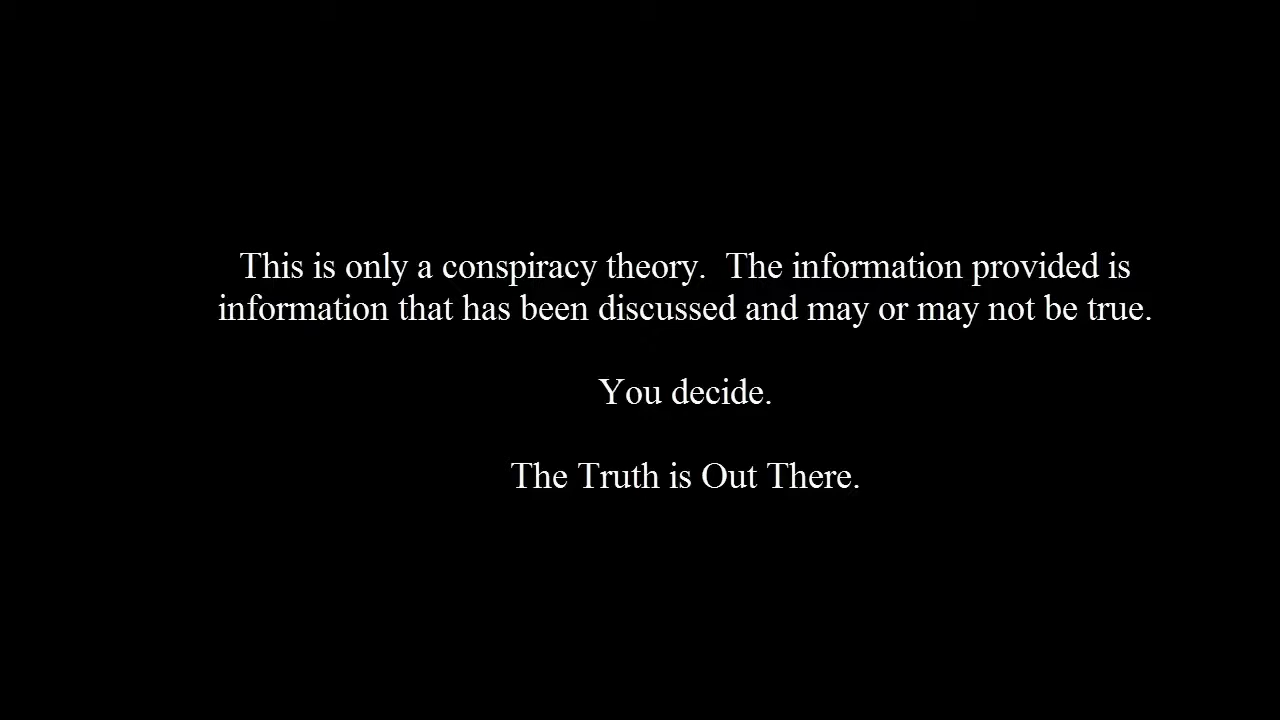 This is only a conspiracy theory.  The information provided is
information that has been discussed and may or may not be true.
You decide.
The Truth is Out There.